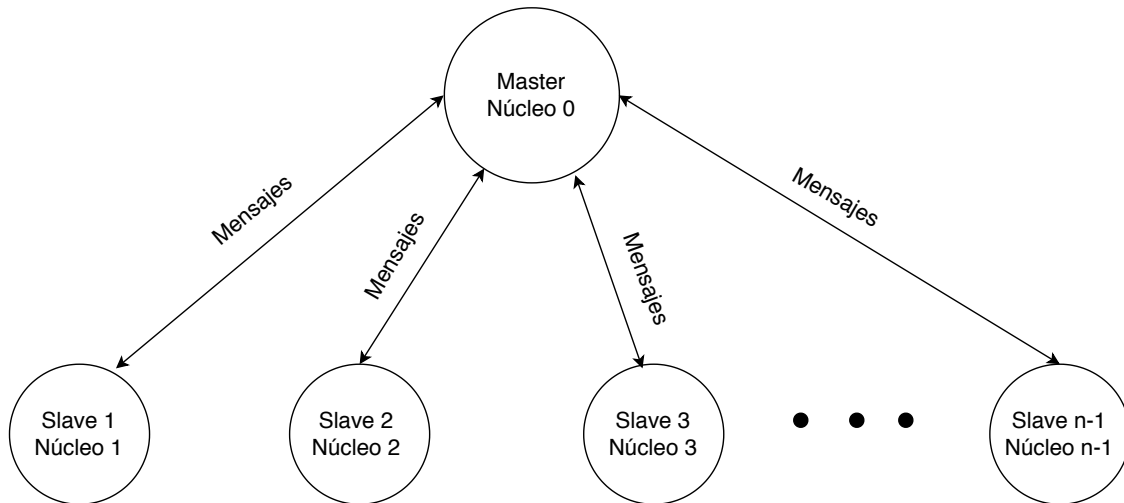 Master
Núcleo 0
Mensajes
Mensajes
Mensajes
Mensajes
Slave 1
Núcleo 1
Slave 2
Núcleo 2
Slave 3
Núcleo 3
Slave n-1
Núcleo n-1